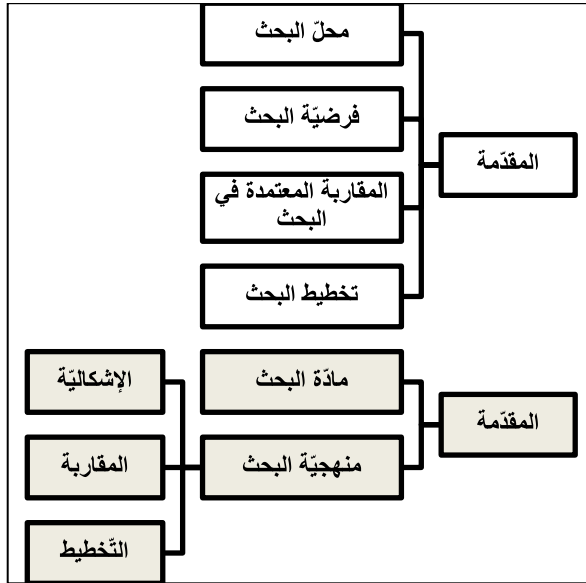 المقدّمة
محلّ البحث
فرضيّة البحث
المقاربة المعتمدة في
البحث
تخطيط البحث
المقدّمة
مادّة البحث
منهجيّة البحث
الإشكاليّة
المقاربة
التّخطيط